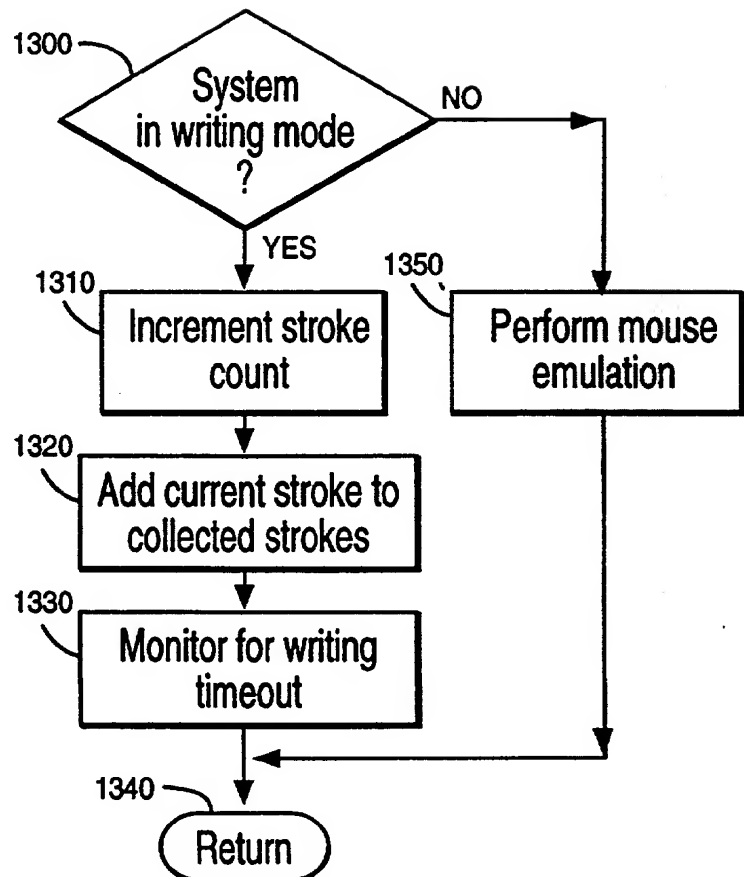 1300
System
in writing mode
?
NO
YES
1310
Increment stroke
count
1350
Perform mouse
emulation
1320
Add current stroke to
collected strokes
1330
Monitor for writing
timeout
1340
Return